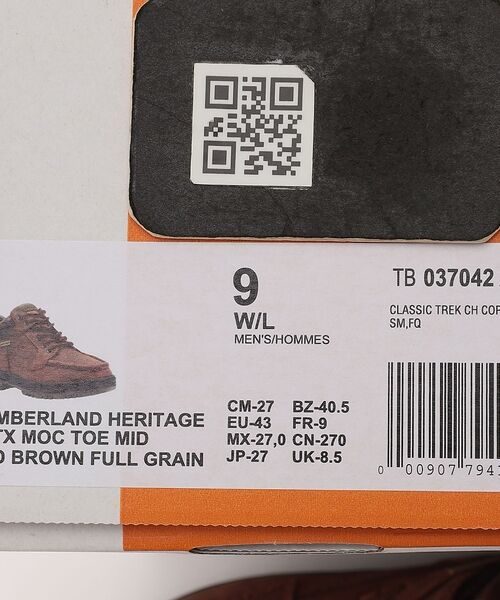 9
W/L
MEN'S/HOMMES
TB 037042
CLASSIC TREK CH COF
SM,FQ
MBERLAND HERITAGE
TX MOC TOE MID
D BROWN FULL GRAIN
CM-27 BZ-40.5
EU-43 FR-9
MX-27,0 CN-270
JP-27 UK-8.5
0 00907 7943